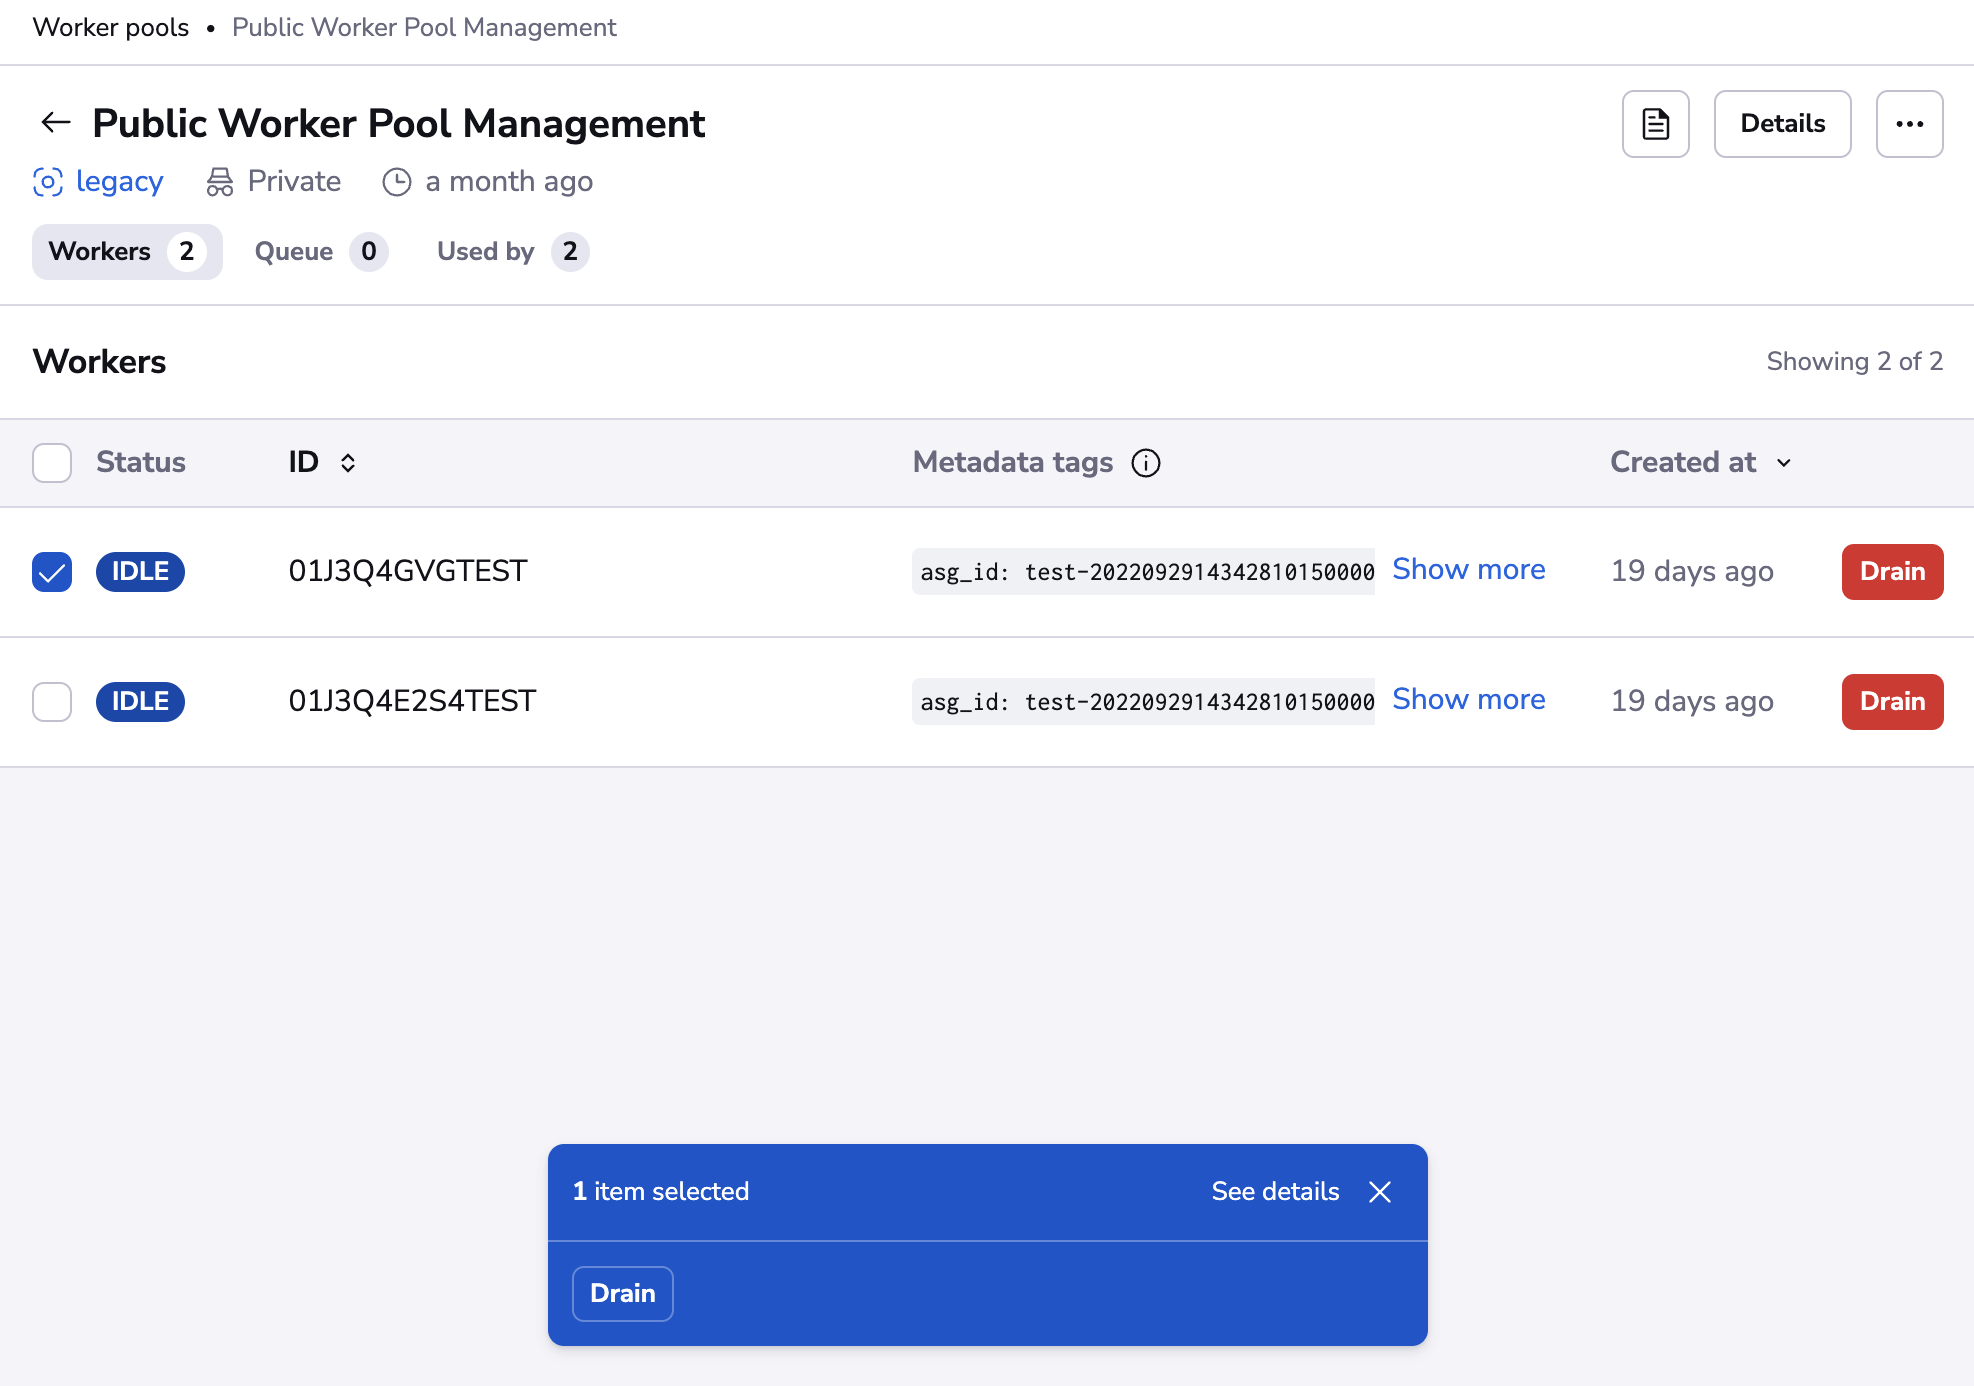 Worker pools • Public Worker Pool Management
Public Worker Pool Management
Details
legacy Private a month ago
Workers 2 Queue 0 Used by 2
Workers
Showing 2 of 2
Status ID Metadata tags Created at
IDLE 01J3Q4GVGTEST asg_id: test-2022092914342810150000 Show more 19 days ago Drain
IDLE 01J3Q4E2S4TEST asg_id: test-2022092914342810150000 Show more 19 days ago Drain
1 item selected See details
Drain